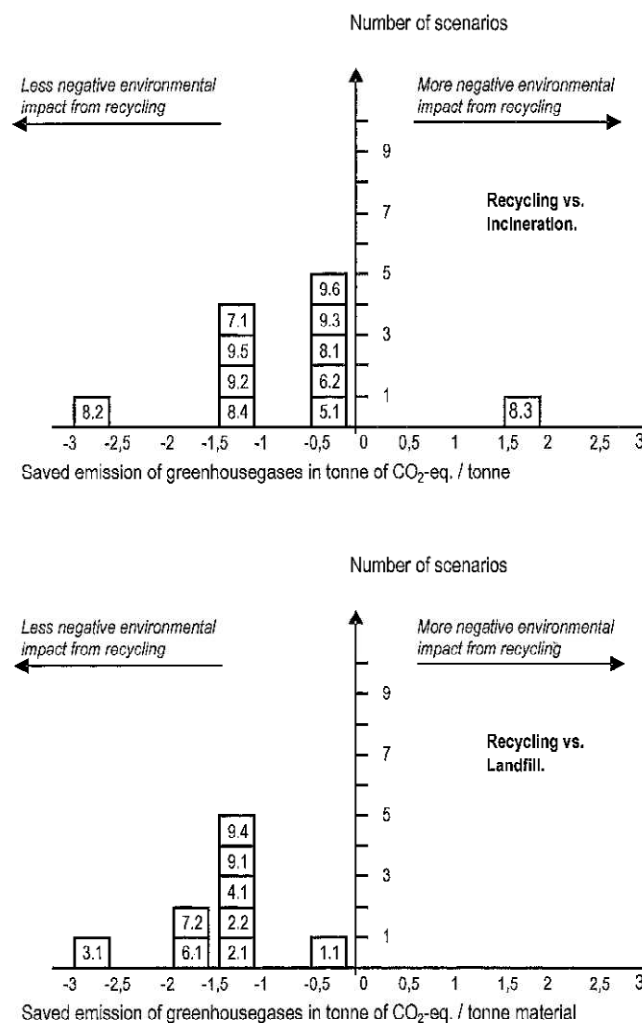 Number of scenarios
Less negative environmental
impact from recycling
More negative environmental
impact from recycling
9
7
Recycling vs.
Incineration.
5
9.6
7.1
9.3
3
9.5
8.1
9.2
6.2
1
8.2
8.4
5.1
8.3
-3 -2,5 -2 -1,5 -1 -0,5 0 0,5 1 1,5 2 2,5 3
Saved emission of greenhousegases in tonne of CO₂-eq. / tonne
Number of scenarios
Less negative environmental
impact from recycling
More negative environmental
impact from recycling
9
Recycling vs.
Landfill.
7
5
9.4
9.1
3
4.1
7.2
2.2
1
3.1
6.1
2.1
1.1
-3 -2,5 -2 -1,5 -1 -0,5 0 0,5 1 1,5 2 2,5 3
Saved emission of greenhousegases in tonne of CO₂-eq. / tonne material